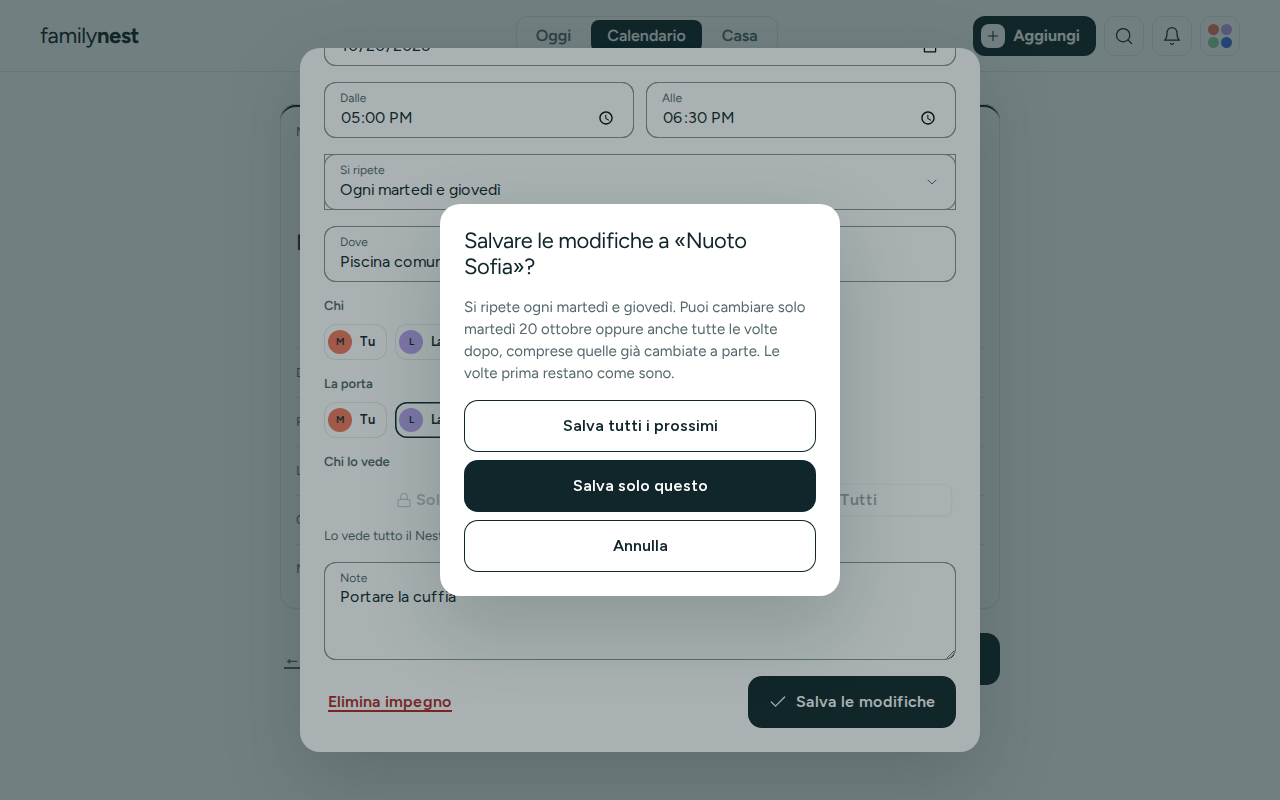 familynest
Oggi
Calendario
Casa
Aggiungi
Dalle
05:00 PM
Alle
06:30 PM
Si ripete
Ogni martedì e giovedì
Dove
Piscina comu
Chi
M
Tu
L
La porta
M
Tu
L
Chi lo vede
Tutti
Lo vede tutto il Nest
Note
Portare la cuffia
Elimina impegno
Salva le modifiche
Salvare le modifiche a «Nuoto
Sofia»?
Si ripete ogni martedì e giovedì. Puoi cambiare solo
martedì 20 ottobre oppure anche tutte le volte
dopo, comprese quelle già cambiate a parte. Le
volte prima restano come sono.
Salva tutti i prossimi
Salva solo questo
Annulla